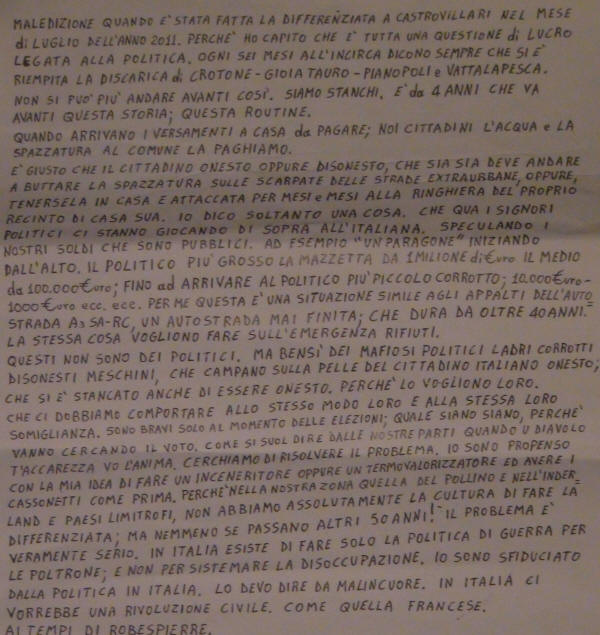 MALEDIZIONE QUANDO E' STATA FATTA LA DIFFERENZIATA A CASTROVILLARI NEL MESE
di LUGLIO DELL'ANNO 2011. PERCHE' HO CAPITO CHE E' TUTTA UNA QUESTIONE di LUCRO
LEGATA ALLA POLITICA. OGNI SEI MESI ALL'INCIRCA DICONO SEMPRE CHE SI E'
RIEMPITA LA DISCARICA di CROTONE - GIOIA TAURO - PIANOPOLI e VATTALAPESCA.
NON SI PUO' PIU' ANDARE AVANTI COSI'. SIAMO STANCHI. E' da 4 ANNI CHE VA
AVANTI QUESTA STORIA; QUESTA ROUTINE.
QUANDO ARRIVANO I VERSAMENTI A CASA da PAGARE; NOI CITTADINI L'ACQUA e LA
SPAZZATURA AL COMUNE LA PAGHIAMO.
E' GIUSTO CHE IL CITTADINO ONESTO OPPURE DISONESTO, CHE SIA SIA DEVE ANDARE
A BUTTARE LA SPAZZATURA SULLE SCARPATE DELLE STRADE EXTRAURBANE, OPPURE,
TENERSELA IN CASA E ATTACCATA PER MESI e MESI ALLA RINGHIERA DEL PROPRIO
RECINTO DI CASA SUA. IO DICO SOLTANTO UNA COSA. CHE QUA I SIGNORI
POLITICI CI STANNO GIOCANDO DI SOPRA ALL'ITALIANA. SPECULANDO I
NOSTRI SOLDI CHE SONO PUBBLICI. AD ESEMPIO "UN PARAGONE" INIZIANDO
DALL'ALTO. IL POLITICO PIU' GROSSO LA MAZZETTA DA 1 MILIONE di €uro IL MEDIO
da 100.000 €uro; FINO ad ARRIVARE AL POLITICO PIU' PICCOLO CORROTTO; 10.000 €uro-
1000 €uro ecc. ecc. PER ME QUESTA E' UNA SITUAZIONE SIMILE AGLI APPALTI DELL'AUTO=
STRADA A3 SA-RC, UN AUTOSTRADA MAI FINITA; CHE DURA DA OLTRE 40 ANNI.
LA STESSA COSA VOGLIONO FARE SULL'EMERGENZA RIFIUTI.
QUESTI NON SONO DEI POLITICI. MA BENSI' DEI MAFIOSI POLITICI LADRI CORROTTI
DISONESTI MESCHINI, CHE CAMPANO SULLA PELLE DEL CITTADINO ITALIANO ONESTO;
CHE SI E' STANCATO ANCHE DI ESSERE ONESTO. PERCHE' LO VOGLIONO LORO.
CHE CI DOBBIAMO COMPORTARE ALLO STESSO MODO LORO E ALLA STESSA LORO
SOMIGLIANZA. SONO BRAVI SOLO AL MOMENTO DELLE ELEZIONI; QUALE SIANO SIANO, PERCHE'
VANNO CERCANDO IL VOTO. COME SI SUOL DIRE DALLE NOSTRE PARTI QUANDO U DIAVOLO
T'ACCAREZZA VO L'ANIMA. CERCHIAMO DI RISOLVERE IL PROBLEMA. IO SONO PROPENSO
CON LA MIA IDEA DI FARE UN INCENERITORE OPPURE UN TERMOVALORIZZATORE ED AVERE I
CASSONETTI COME PRIMA. PERCHE' NELLA NOSTRA ZONA QUELLA DEL POLLINO E NELL'INDER-
LAND E PAESI LIMITROFI, NON ABBIAMO ASSOLUTAMENTE LA CULTURA DI FARE LA
DIFFERENZIATA; MA NEMMENO SE PASSANO ALTRI 50 ANNI! IL PROBLEMA E'
VERAMENTE SERIO. IN ITALIA ESISTE DI FARE SOLO LA POLITICA DI GUERRA PER
LE POLTRONE; E NON PER SISTEMARE LA DISOCCUPAZIONE. IO SONO SFIDUCIATO
DALLA POLITICA IN ITALIA. LO DEVO DIRE DA MALINCUORE. IN ITALIA CI
VORREBBE UNA RIVOLUZIONE CIVILE. COME QUELLA FRANCESE.
AI TEMPI DI ROBESPIERRE.